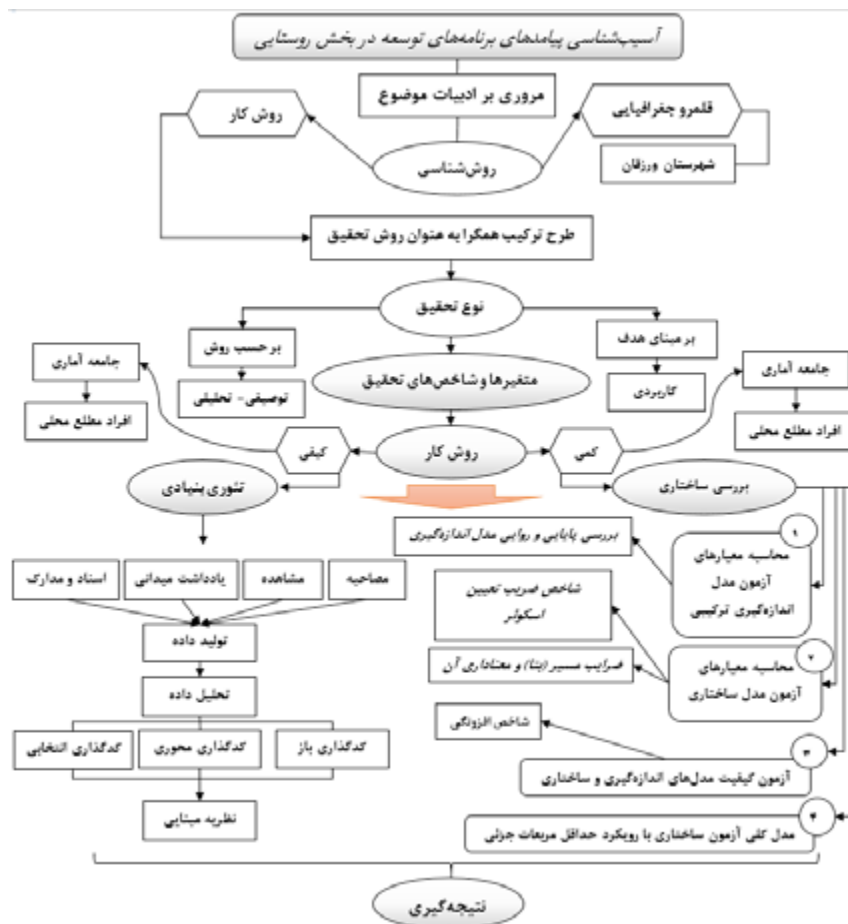 آسیب‌شناسی پیامدهای برنامه‌های توسعه در بخش روستایی
مروری بر ادبیات موضوع
قلمرو جغرافیایی
روش کار
شهرستان ورزقان
روش‌شناسی
طرح ترکیب همگرا به عنوان روش تحقیق
نوع تحقیق
بر مبنای هدف
بر حسب روش
جامعه آماری
جامعه آماری
کاربردی
متغیرها و شاخص‌های تحقیق
توصیفی- تحلیلی
افراد مطلع محلی
افراد مطلع محلی
کمی
روش کار
کیفی
بررسی ساختاری
تئوری بنیادی
۱
محاسبه معیارهای
آزمون مدل
اندازه‌گیری ترکیبی
بررسی پایایی و روایی مدل اندازه‌گیری
مصاحبه
مشاهده
یادداشت میدانی
اسناد و مدارک
شاخص ضریب تعیین
اسکوئر
تولید داده
۲
محاسبه معیارهای
آزمون مدل ساختاری
ضرایب مسیر (بتا) و معناداری آن
تحلیل داده
شاخص افزونگی
کدگذاری باز
کدگذاری محوری
کدگذاری انتخابی
۳
آزمون کیفیت مدل‌های اندازه‌گیری و ساختاری
نظریه مبنایی
۴
مدل کلی آزمون ساختاری با رویکرد حداقل مربعات جزئی
نتیجه‌گیری